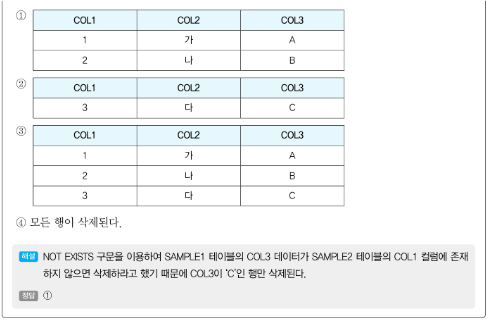 ① COL1 COL2 COL3
1 가 A
2 나 B
② COL1 COL2 COL3
3 다 C
③ COL1 COL2 COL3
1 가 A
2 나 B
3 다 C
④ 모든 행이 삭제된다.
해설 NOT EXISTS 구문을 이용하여 SAMPLE1 테이블의 COL3 데이터가 SAMPLE2 테이블의 COL1 컬럼에 존재
하지 않으면 삭제하라고 했기 때문에 COL3이 'C'인 행만 삭제된다.
정답 ①